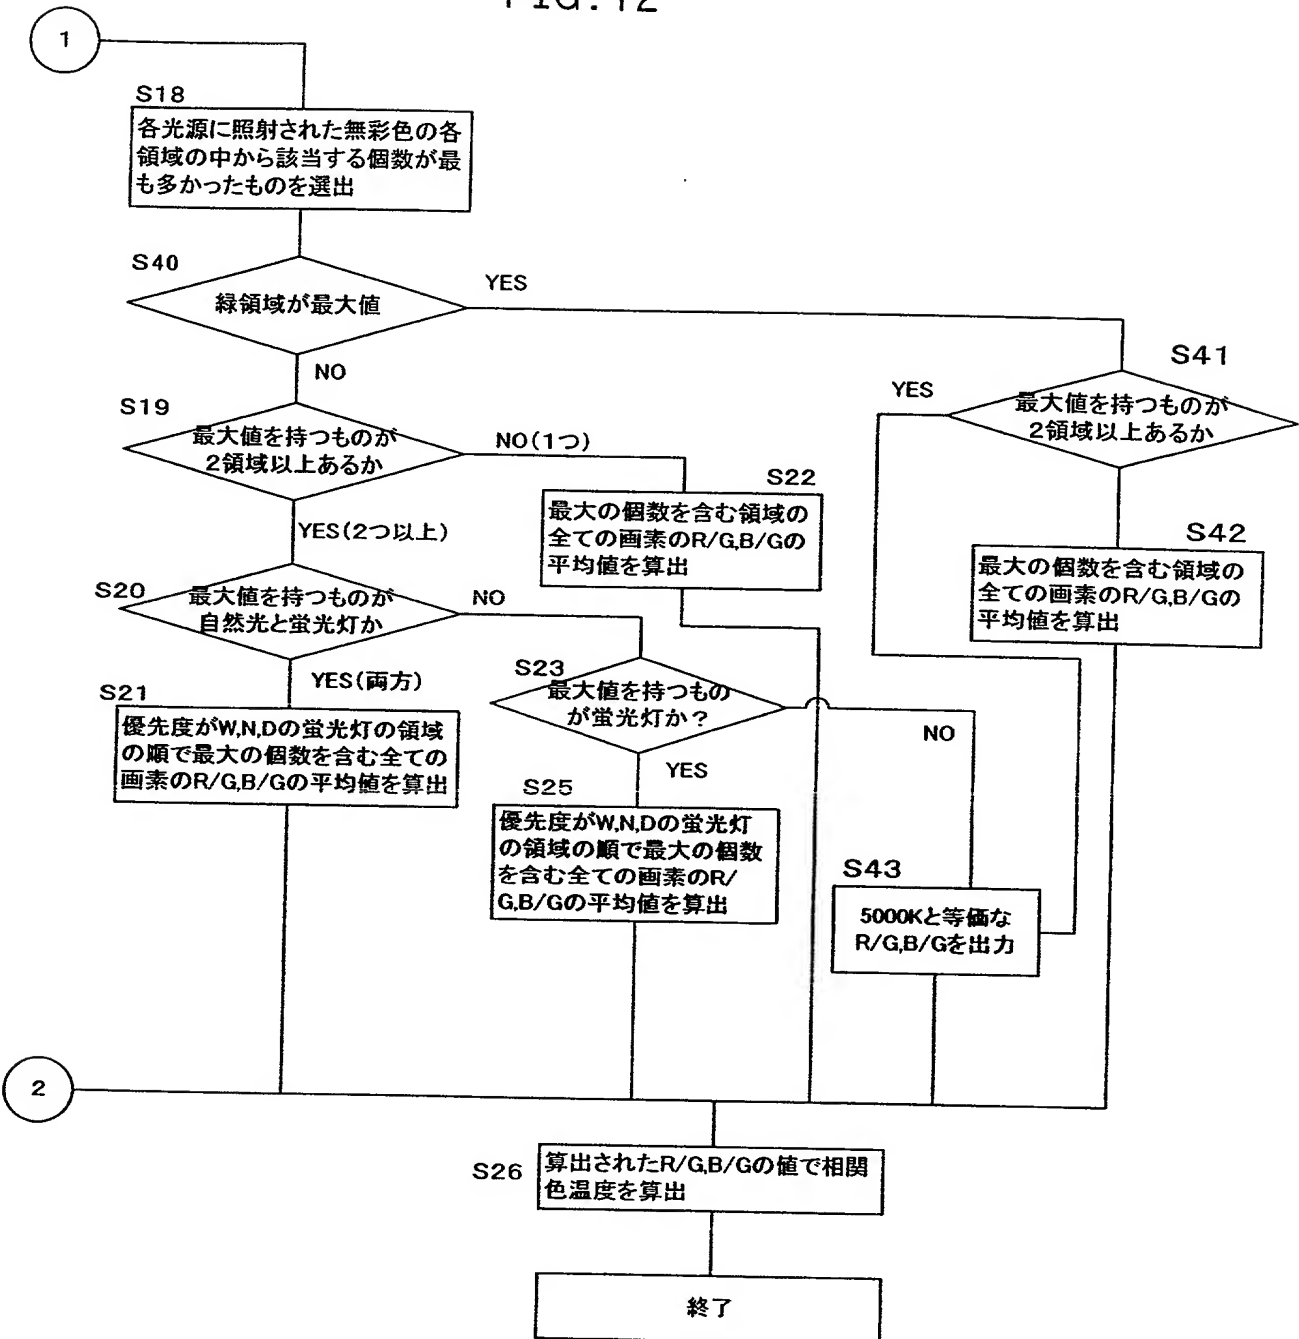 FIG. 12
1
S18
各光源に照射された無彩色の各
領域の中から該当する個数が最
も多かったものを選出
S40
緑領域が最大値
YES
NO
S41
最大値を持つものが
2領域以上あるか
YES
S19
最大値を持つものが
2領域以上あるか
NO(1つ)
YES(2つ以上)
S22
最大の個数を含む領域の
全ての画素のR/G,B/Gの
平均値を算出
S42
最大の個数を含む領域の
全ての画素のR/G,B/Gの
平均値を算出
S20
最大値を持つものが
自然光と蛍光灯か
NO
YES(両方)
S21
優先度がW,N,Dの蛍光灯の領域
の順で最大の個数を含む全ての
画素のR/G,B/Gの平均値を算出
S23
最大値を持つもの
が蛍光灯か?
NO
YES
S25
優先度がW,N,Dの蛍光灯
の領域の順で最大の個数
を含む全ての画素のR/
G,B/Gの平均値を算出
S43
5000Kと等価な
R/G,B/Gを出力
2
S26
算出されたR/G,B/Gの値で相関
色温度を算出
終了